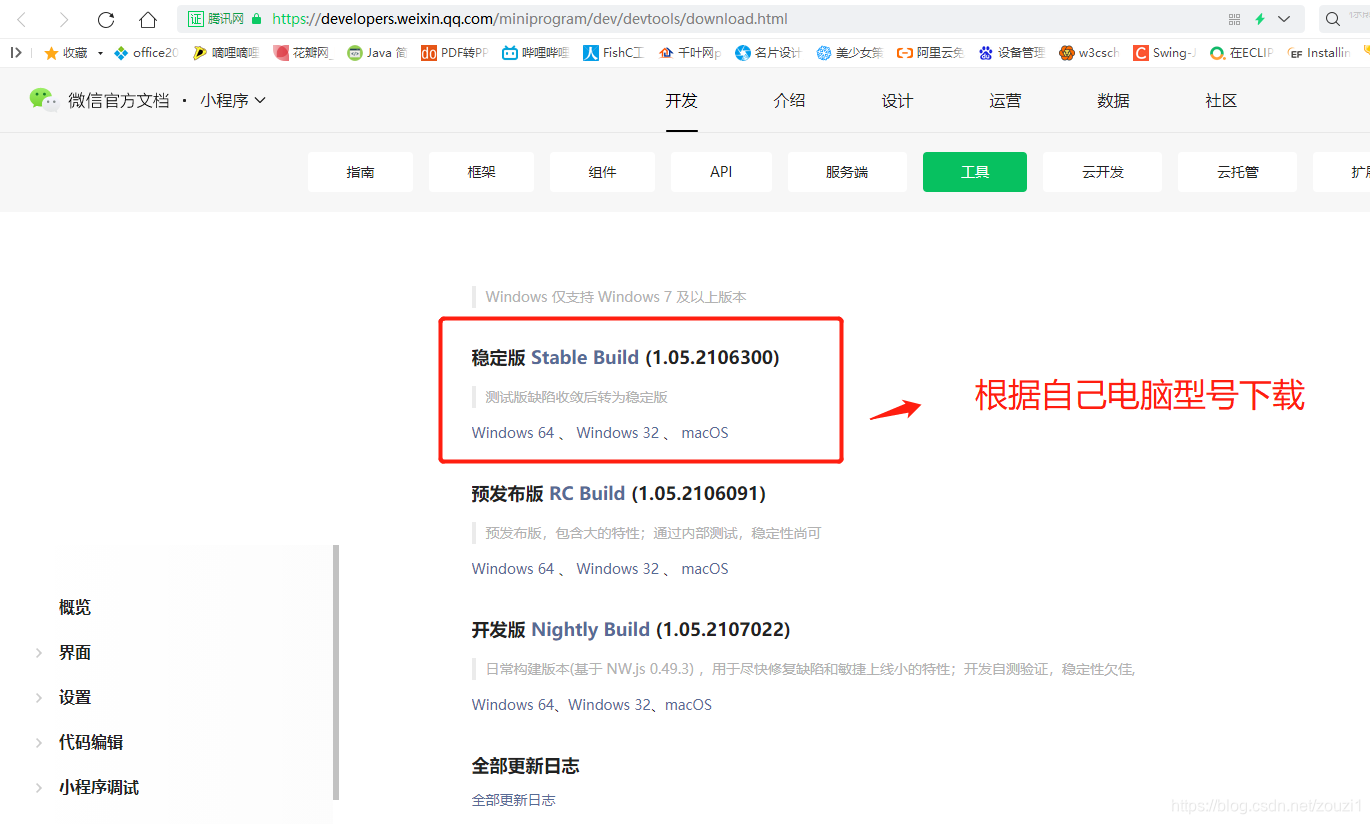 证 腾讯网 https://developers.weixin.qq.com/miniprogram/dev/devtools/download.html
收藏 office20 嘀哩嘀哩 花瓣网_ Java 简 PDF转PP 哔哩哔哩 FishC工 千叶网p 名片设计 美少女策 阿里云免 设备管理 w3csch Swing-J 在ECLIP Installin
微信官方文档 · 小程序 开发 介绍 设计 运营 数据 社区
指南 框架 组件 API 服务端 工具 云开发 云托管
Windows 仅支持 Windows 7 及以上版本
稳定版 Stable Build (1.05.2106300)
测试版缺陷收敛后转为稳定版
Windows 64 、 Windows 32 、 macOS
根据自己电脑型号下载
预发布版 RC Build (1.05.2106091)
预发布版，包含大的特性；通过内部测试，稳定性尚可
Windows 64 、 Windows 32 、 macOS
开发版 Nightly Build (1.05.2107022)
日常构建版本(基于 NW.js 0.49.3) ，用于尽快修复缺陷和敏捷上线小的特性；开发自测验证，稳定性欠佳,
Windows 64、Windows 32、macOS
全部更新日志
全部更新日志
概览
界面
设置
代码编辑
小程序调试
https://blog.csdn.net/zouzi1